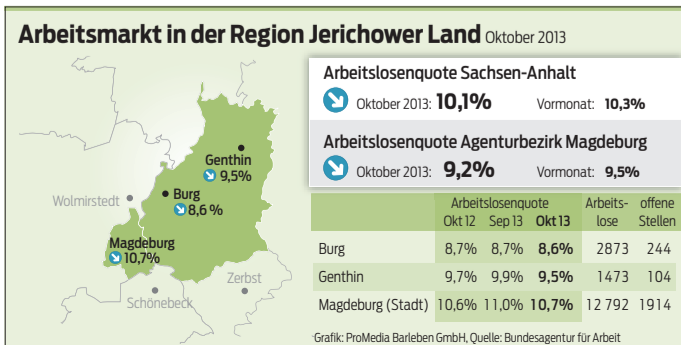 Arbeitsmarkt in der Region Jerichower Land Oktober 2013
Arbeitslosenquote Sachsen-Anhalt
Oktober 2013: 10,1% Vormonat: 10,3%
Arbeitslosenquote Agenturbezirk Magdeburg
Oktober 2013: 9,2% Vormonat: 9,5%
Genthin
9,5%
Wolmirstedt
Burg
8,6 %
Magdeburg
10,7%
Zerbst
Schönebeck
Arbeitslosenquote Arbeits- offene
Okt 12 Sep 13 Okt 13 lose Stellen
Burg 8,7% 8,7% 8,6% 2873 244
Genthin 9,7% 9,9% 9,5% 1473 104
Magdeburg (Stadt) 10,6% 11,0% 10,7% 12 792 1914
Grafik: ProMedia Barleben GmbH, Quelle: Bundesagentur für Arbeit